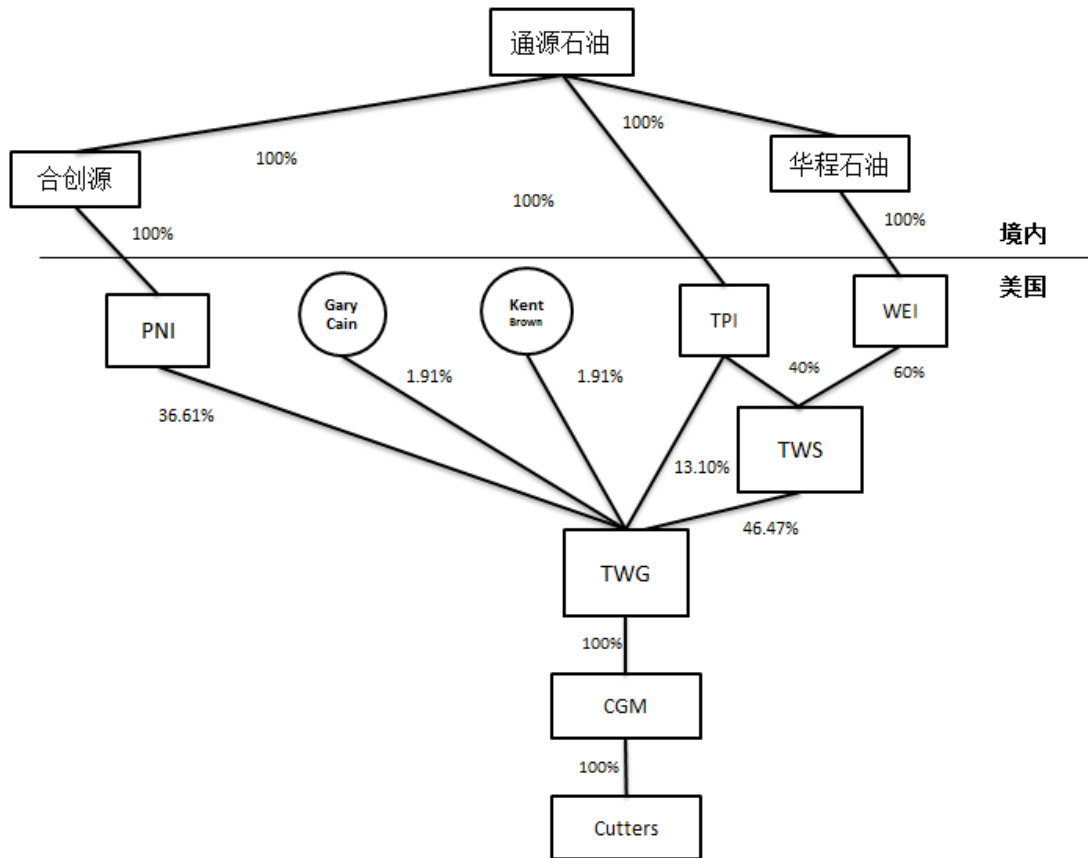 通源石油
100%
合创源
100%
华程石油
100%
100%
100%
100%
境内
美国
PNI
Gary
Cain
Kent
Brown
TPI
WEI
1.91%
1.91%
40%
60%
36.61%
TWS
13.10%
46.47%
TWG
100%
CGM
100%
Cutters